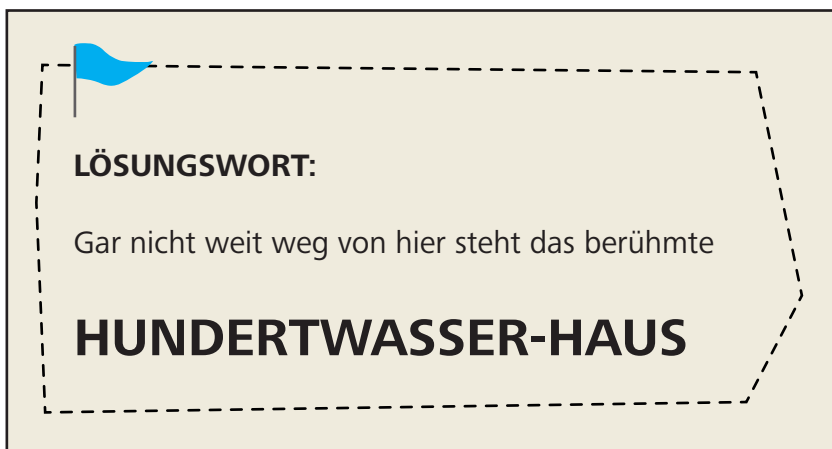 LÖSUNGSWORT:
Gar nicht weit weg von hier steht das berühmte
HUNDERTWASSER-HAUS